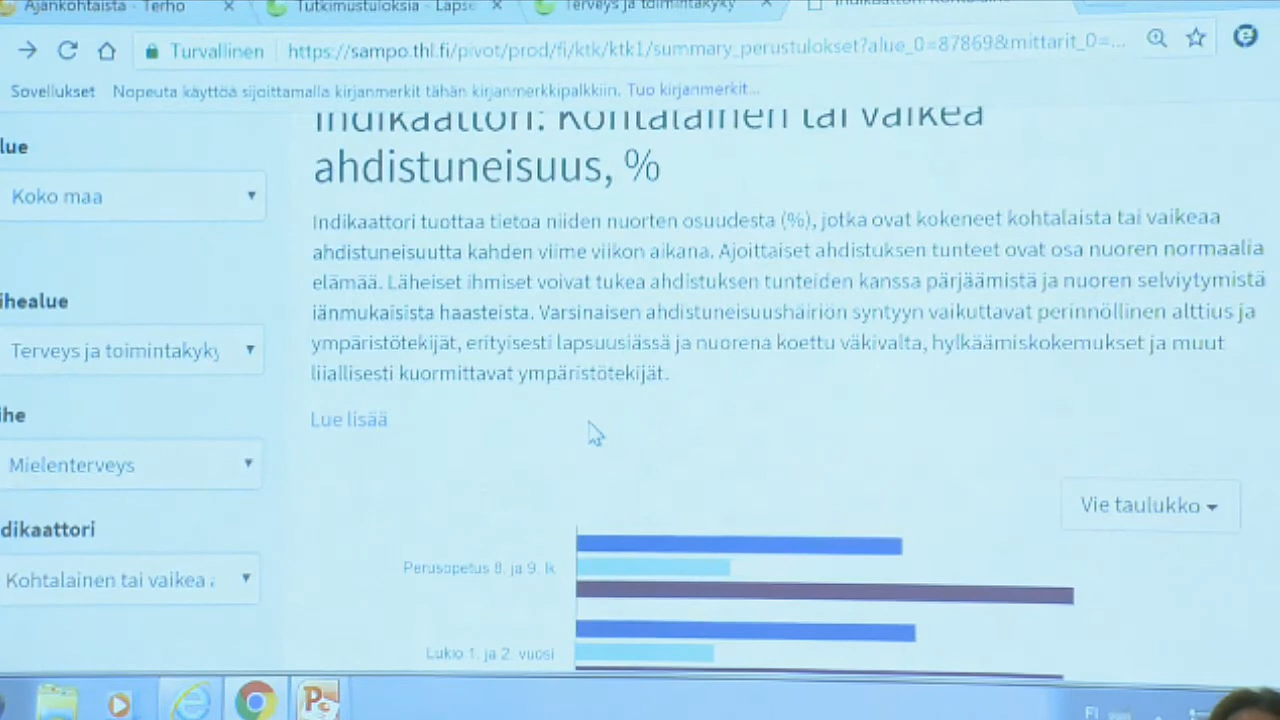 Ajankohtaista - Terho
Tutkimustuloksia - Lapse
Terveys ja toimintakyky
Turvallinen
https://sampo.thl.fi/pivot/prod/fi/ktk/ktk1/summary_perustulokset?alue_0=87869&mittarit_0=...
Sovellukset
Nopeuta käyttöä sijoittamalla kirjanmerkit tähän kirjanmerkkipalkkiin. Tuo kirjanmerkit...
lue
Koko maa
ihealue
Terveys ja toimintakyky
ihe
Mielenterveys
dikaattori
Kohtalainen tai vaikea a
Indikaattori: Kohtalainen tai vaikea
ahdistuneisuus, %
Indikaattori tuottaa tietoa niiden nuorten osuudesta (%), jotka ovat kokeneet kohtalaista tai vaikeaa
ahdistuneisuutta kahden viime viikon aikana. Ajoittaiset ahdistuksen tunteet ovat osa nuoren normaalia
elämää. Läheiset ihmiset voivat tukea ahdistuksen tunteiden kanssa pärjäämistä ja nuoren selviytymistä
iänmukaisista haasteista. Varsinaisen ahdistuneisuushäiriön syntyyn vaikuttavat perinnöllinen alttius ja
ympäristötekijät, erityisesti lapsuusiässä ja nuorena koettu väkivalta, hylkäämiskokemukset ja muut
liiallisesti kuormittavat ympäristötekijät.
Lue lisää
Vie taulukko
Perusopetus 8. ja 9. lk
Lukio 1. ja 2. vuosi
FI